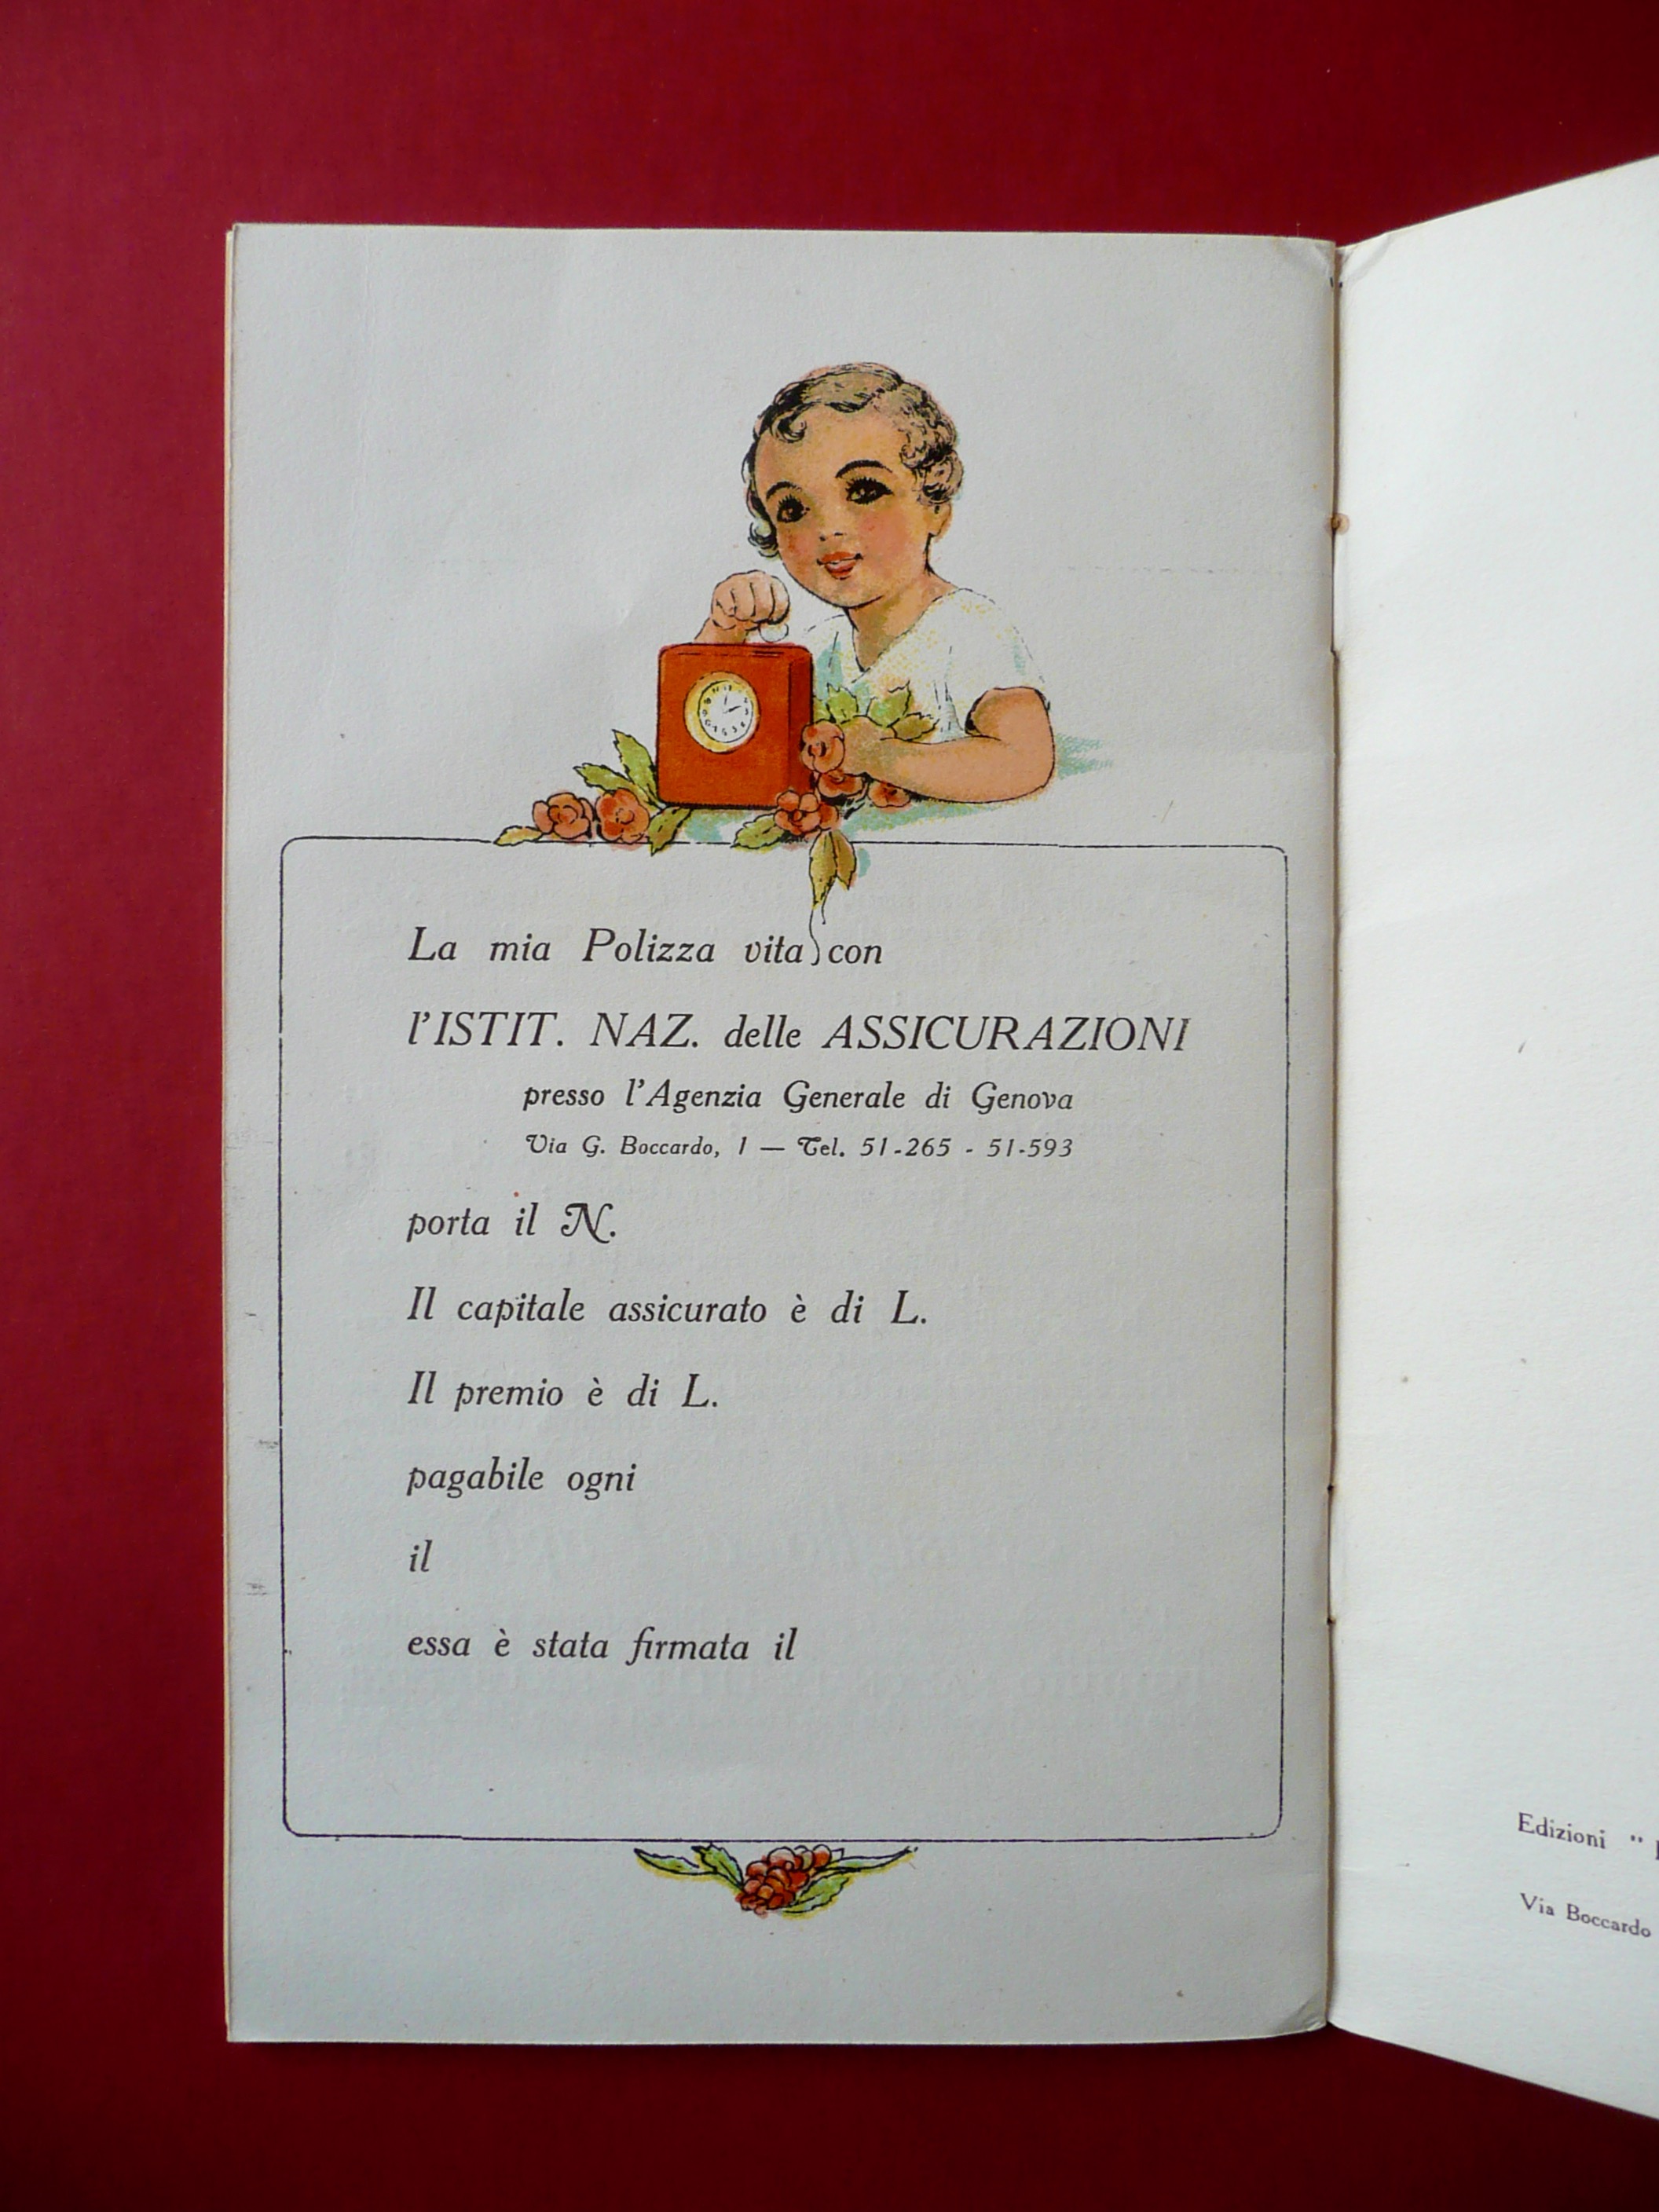 La mia Polizza vita con
l'ISTIT. NAZ. delle ASSICURAZIONI
presso l'Agenzia Generale di Genova
Via G. Boccardo, 1 — Tel. 51-265 - 51-593
porta il N.
Il capitale assicurato è di L.
Il premio è di L.
pagabile ogni
il
essa è stata firmata il
Edizioni "
Via Boccardo